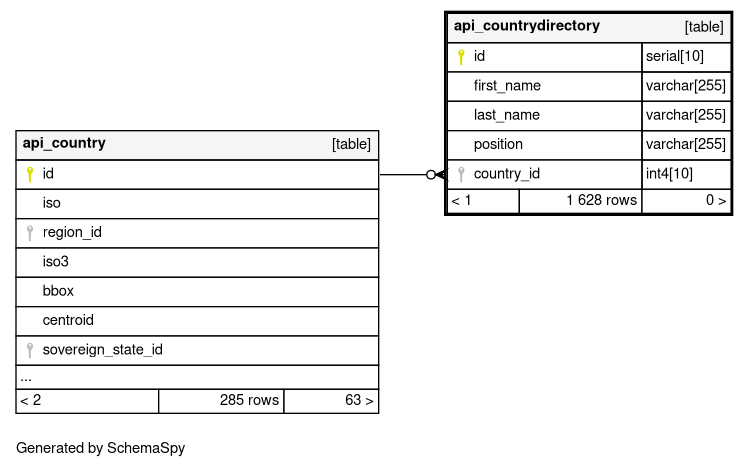 api_countrydirectory [table]
id serial[10]
first_name varchar[255]
last_name varchar[255]
position varchar[255]
country_id int4[10]
< 1 1 628 rows 0 >
api_country [table]
id
iso
region_id
iso3
bbox
centroid
sovereign_state_id
...
< 2 285 rows 63 >
Generated by SchemaSpy